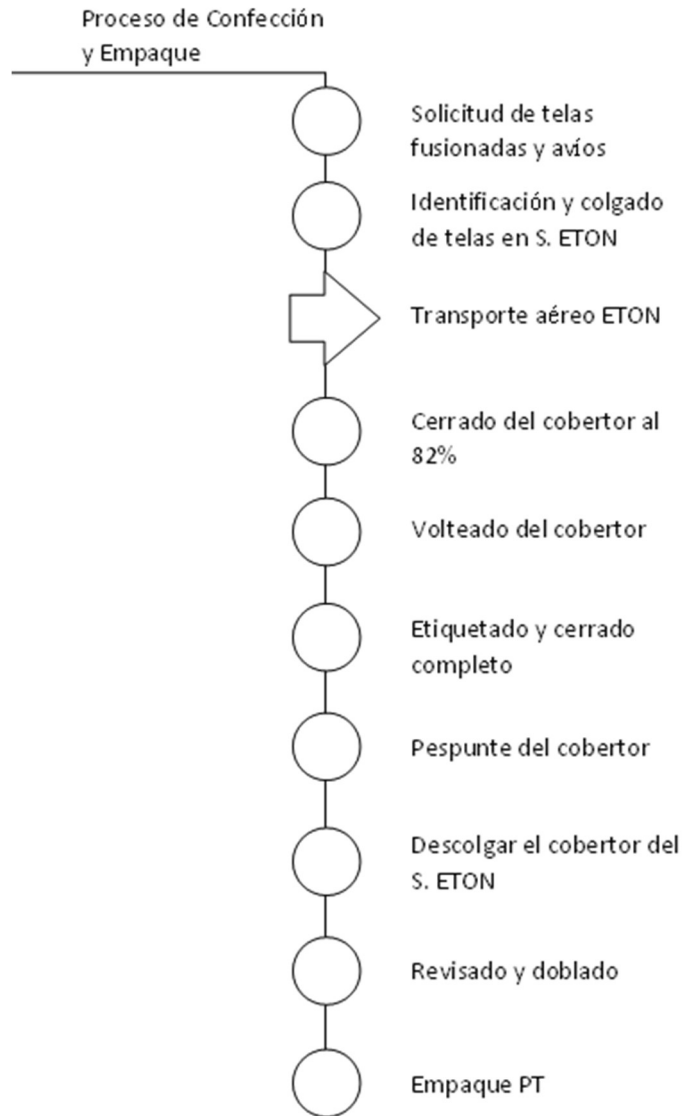 Proceso de Confección
y Empaque
Solicitud de telas
fusionadas y avíos
Identificación y colgado
de telas en S. ETON
Transporte aéreo ETON
Cerrado del cobertor al
82%
Volteado del cobertor
Etiquetado y cerrado
completo
Pespunte del cobertor
Descolgar el cobertor del
S. ETON
Revisado y doblado
Empaque PT